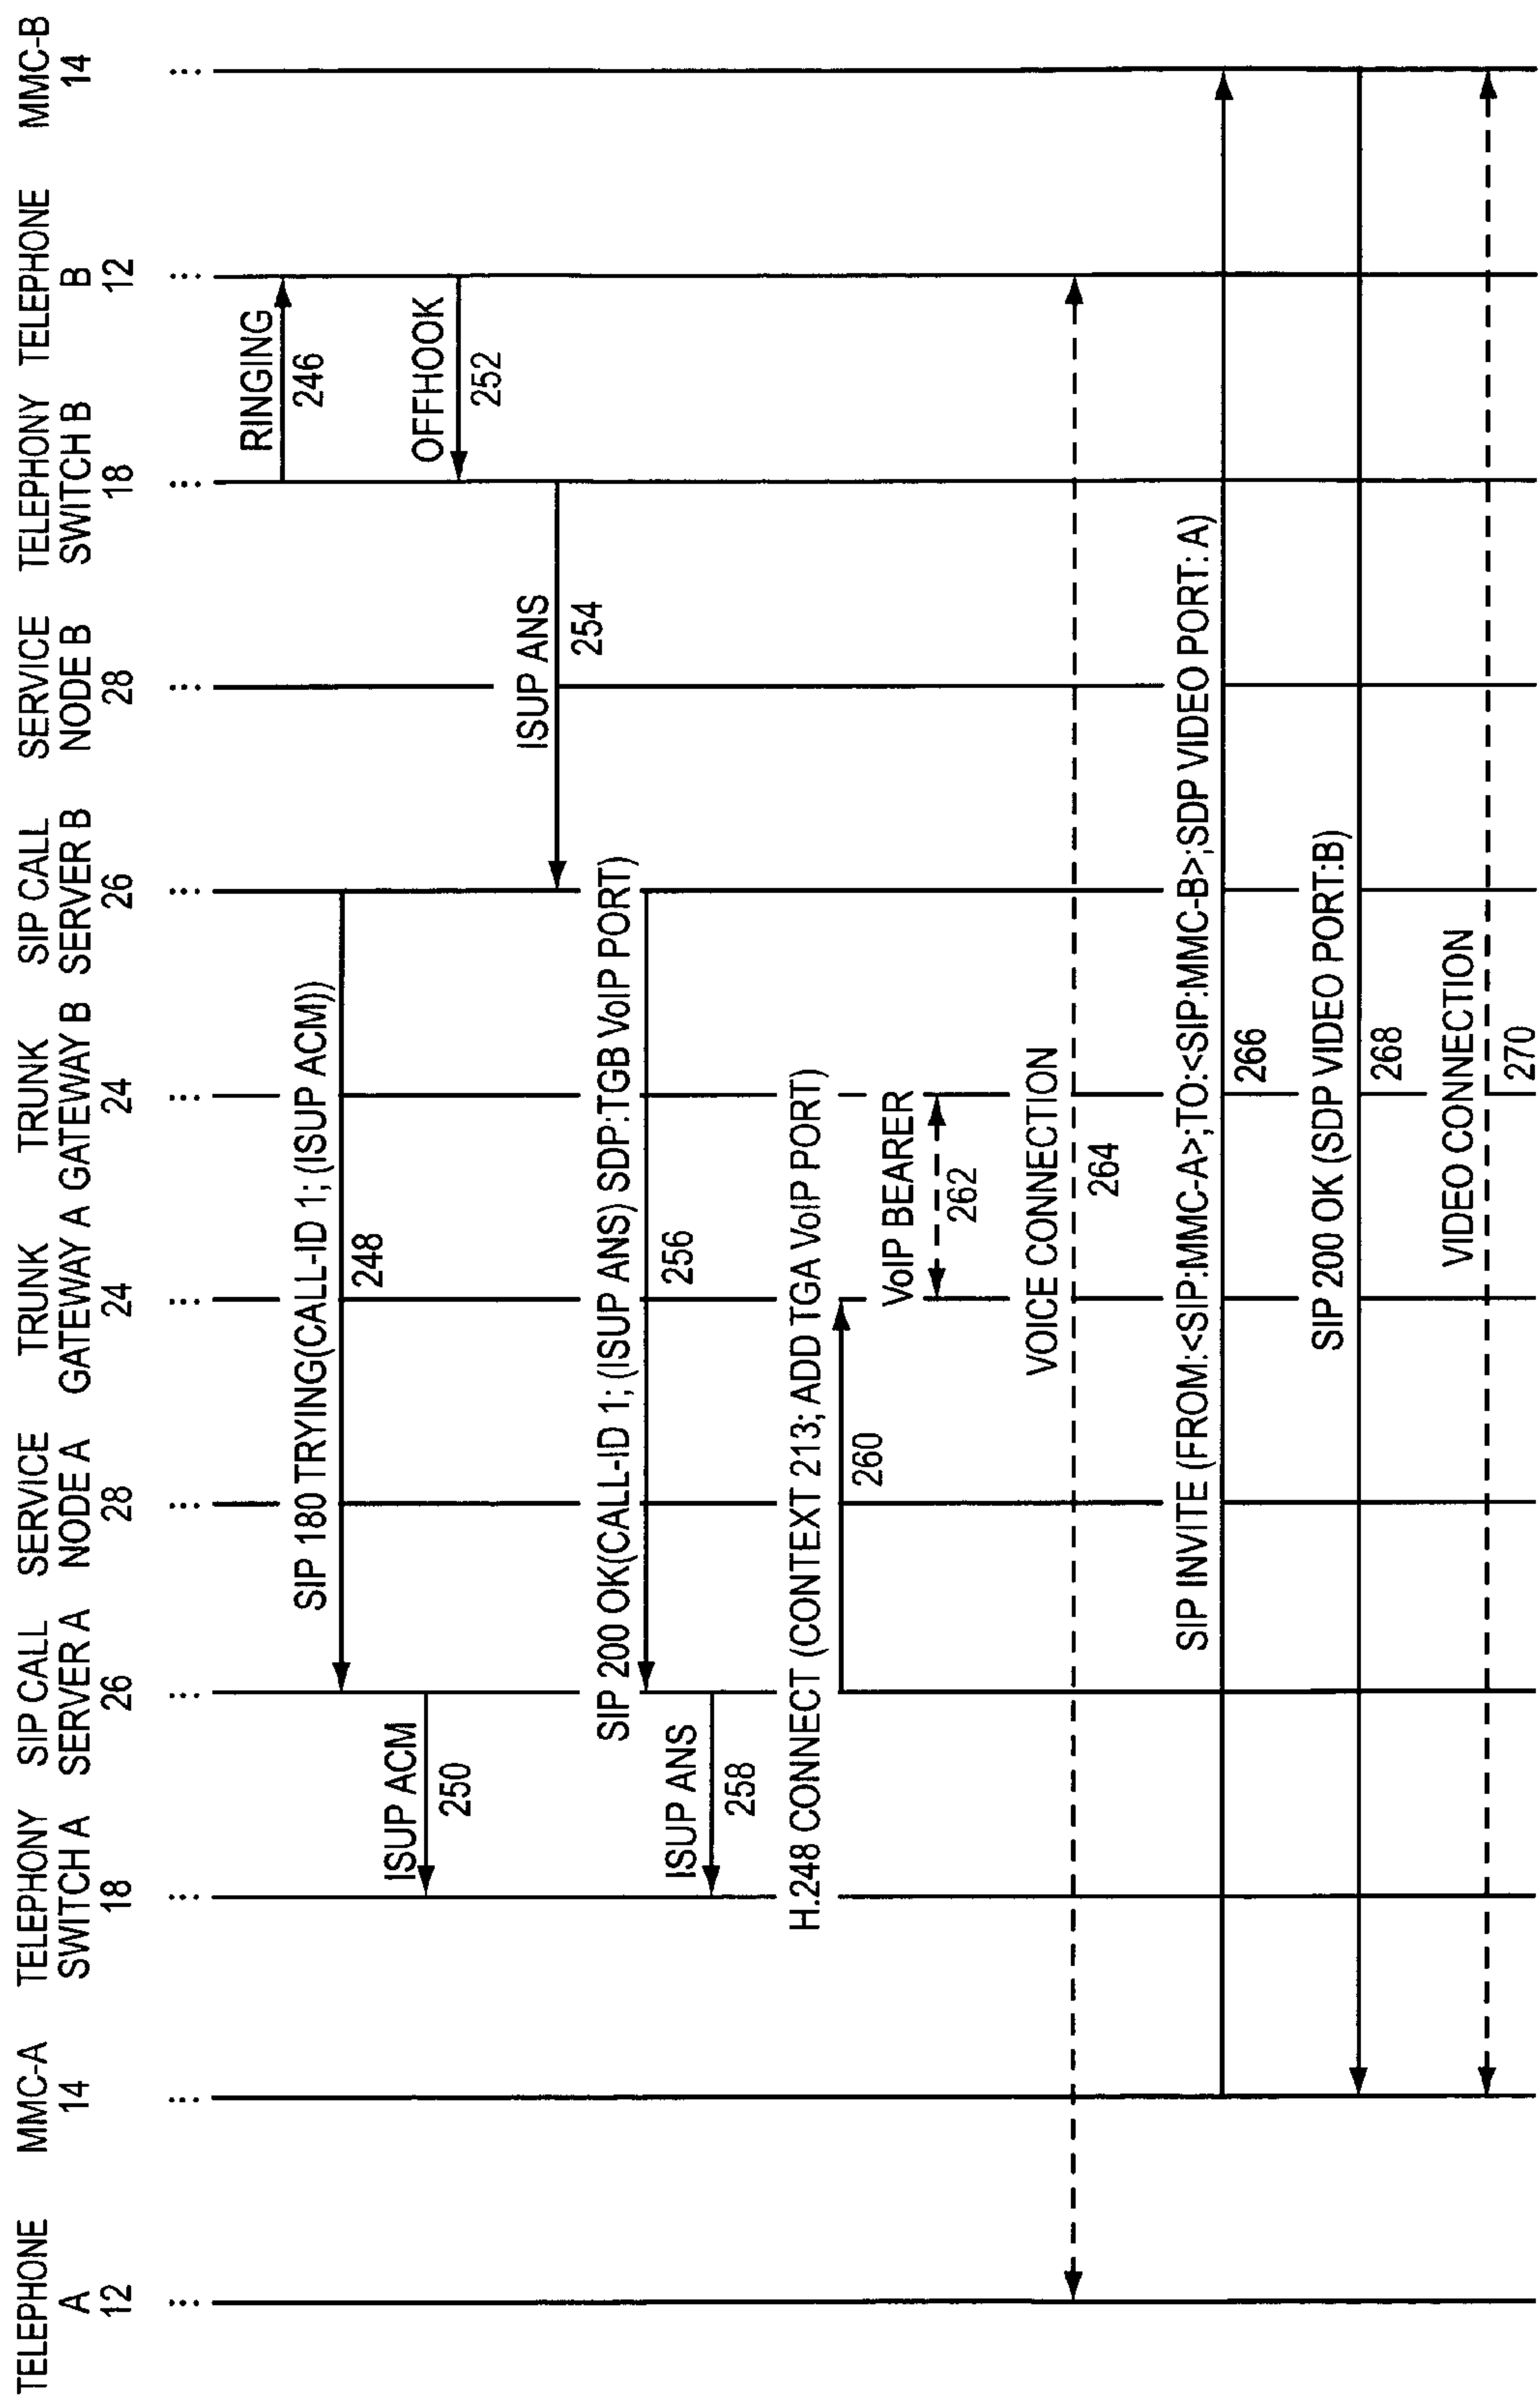 TELEPHONE
A
12
MMC-A
14
TELEPHONY
SWITCH A
18
SIP CALL
SERVER A
26
SERVICE
NODE A
28
TRUNK
GATEWAY A
24
TRUNK
GATEWAY B
24
SIP CALL
SERVER B
26
SERVICE
NODE B
28
TELEPHONY
SWITCH B
18
TELEPHONE
B
12
MMC-B
14
RINGING
246
SIP 180 TRYING(CALL-ID 1; (ISUP ACM))
248
ISUP ACM
250
OFFHOOK
252
ISUP ANS
254
SIP 200 OK(CALL-ID 1; (ISUP ANS) SDP:TGB VoIP PORT)
256
ISUP ANS
258
H.248 CONNECT (CONTEXT 213; ADD TGA VoIP PORT)
260
VoIP BEARER
262
VOICE CONNECTION
264
SIP INVITE (FROM:<SIP:MMC-A>;TO:<SIP:MMC-B>;SDP VIDEO PORT: A)
266
SIP 200 OK (SDP VIDEO PORT:B)
268
VIDEO CONNECTION
270